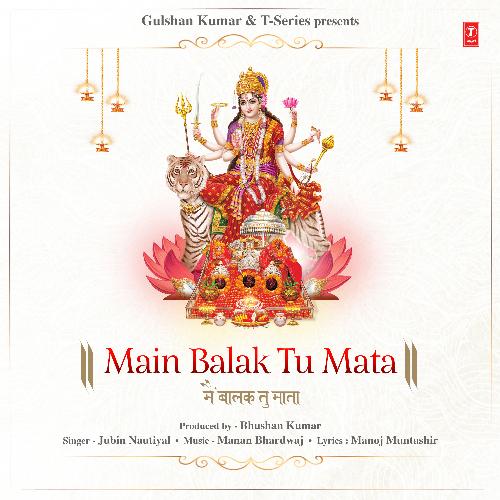 Gulshan Kumar & T-Series presents
T
|| Main Balak Tu Mata ||
मैं बालक तु माता
Produced by - Bhushan Kumar
Singer - Jubin Nautiyal • Music - Manan Bhardwaj • Lyrics : Manoj Muntashir